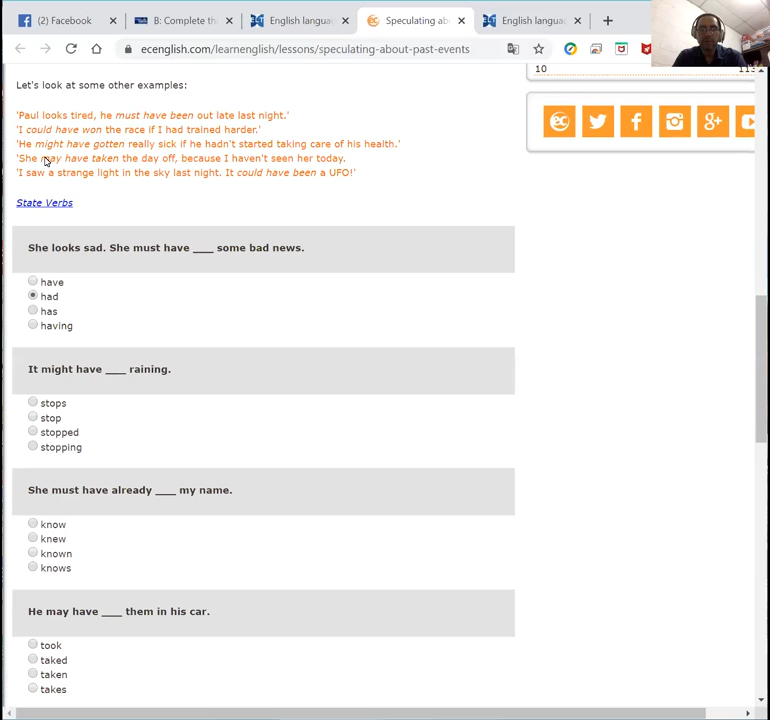 (2) Facebook
B: Complete th
English langua
Speculating ab
English langua
ecenglish.com/learnenglish/lessons/speculating-about-past-events
Let's look at some other examples:
'Paul looks tired, he must have been out late last night.'
'I could have won the race if I had trained harder.'
'He might have gotten really sick if he hadn't started taking care of his health.'
'She may have taken the day off, because I haven't seen her today.
'I saw a strange light in the sky last night. It could have been a UFO!'
State Verbs
10
ec
She looks sad. She must have ___ some bad news.
have
had
has
having
It might have ___ raining.
stops
stop
stopped
stopping
She must have already ___ my name.
know
knew
known
knows
He may have ___ them in his car.
took
taked
taken
takes